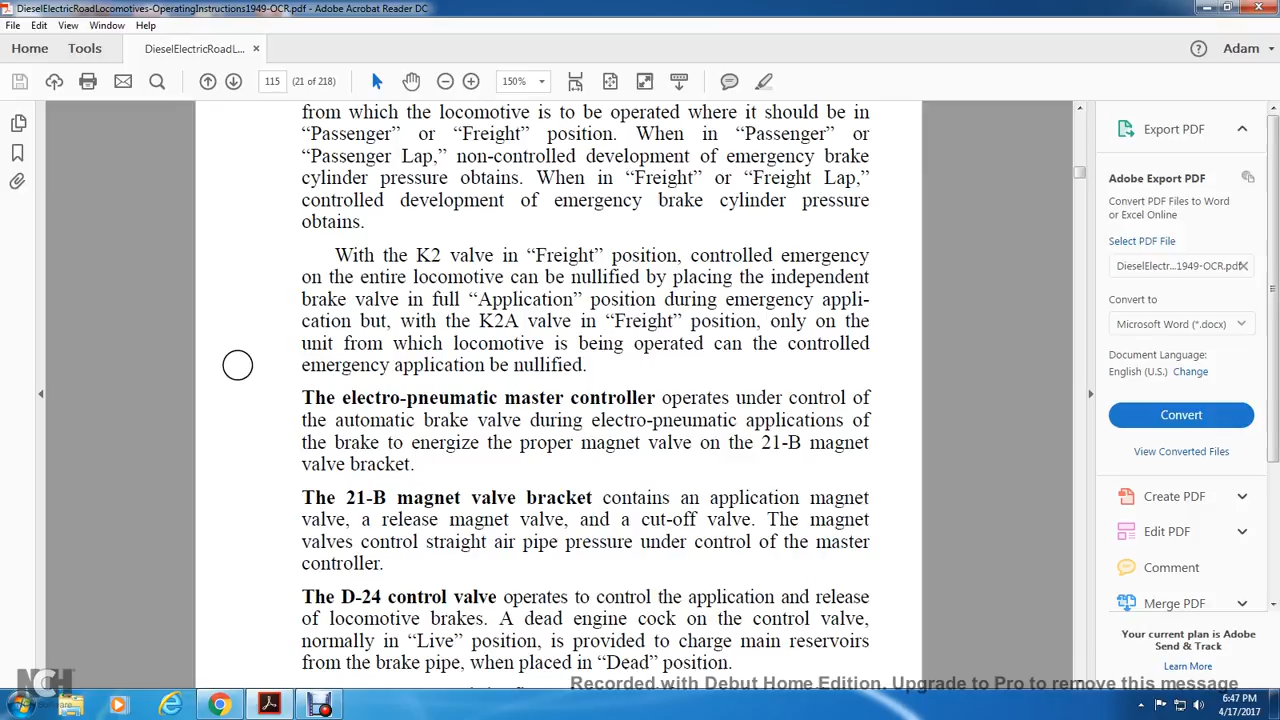 DieselElectricRoadLocomotives-OperatingInstructions1949-OCR.pdf - Adobe Acrobat Reader DC
File Edit View Window Help
Home Tools DieselElectricRoadL... × Adam
115 (21 of 218) 150%
from which the locomotive is to be operated where it should be in
“Passenger” or “Freight” position. When in “Passenger” or
“Passenger Lap,” non-controlled development of emergency brake
cylinder pressure obtains. When in “Freight” or “Freight Lap,”
controlled development of emergency brake cylinder pressure
obtains.
With the K2 valve in “Freight” position, controlled emergency
on the entire locomotive can be nullified by placing the independent
brake valve in full “Application” position during emergency appli-
cation but, with the K2A valve in “Freight” position, only on the
unit from which locomotive is being operated can the controlled
emergency application be nullified.
The electro-pneumatic master controller operates under control of
the automatic brake valve during electro-pneumatic applications of
the brake to energize the proper magnet valve on the 21-B magnet
valve bracket.
The 21-B magnet valve bracket contains an application magnet
valve, a release magnet valve, and a cut-off valve. The magnet
valves control straight air pipe pressure under control of the master
controller.
The D-24 control valve operates to control the application and release
of locomotive brakes. A dead engine cock on the control valve,
normally in “Live” position, is provided to charge main reservoirs
from the brake pipe, when placed in “Dead” position.
Export PDF
Adobe Export PDF
Convert PDF Files to Word
or Excel Online
Select PDF File
DieselElectr...1949-OCR.pdf
Convert to
Microsoft Word (*.docx)
Document Language:
English (U.S.) Change
Convert
View Converted Files
Create PDF
Edit PDF
Comment
Merge PDF
Your current plan is Adobe
Send & Track
Learn More
NCH
Recorded with Debut Home Edition. Upgrade to Pro to remove this message
6:47 PM
4/17/2017